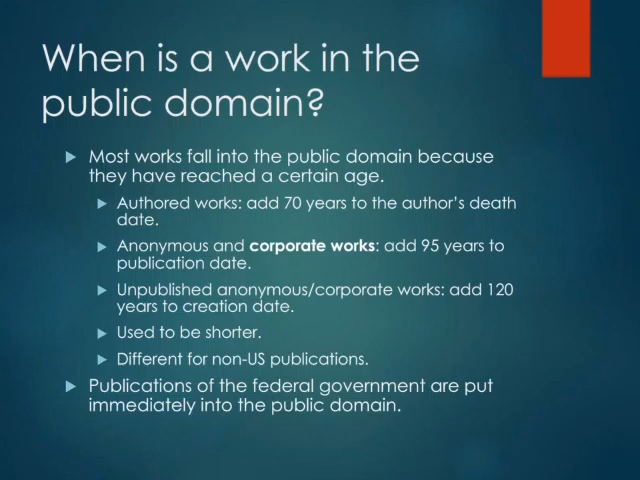 When is a work in the
public domain?
Most works fall into the public domain because
they have reached a certain age.
Authored works: add 70 years to the author's death
date.
Anonymous and corporate works: add 95 years to
publication date.
Unpublished anonymous/corporate works: add 120
years to creation date.
Used to be shorter.
Different for non-US publications.
Publications of the federal government are put
immediately into the public domain.